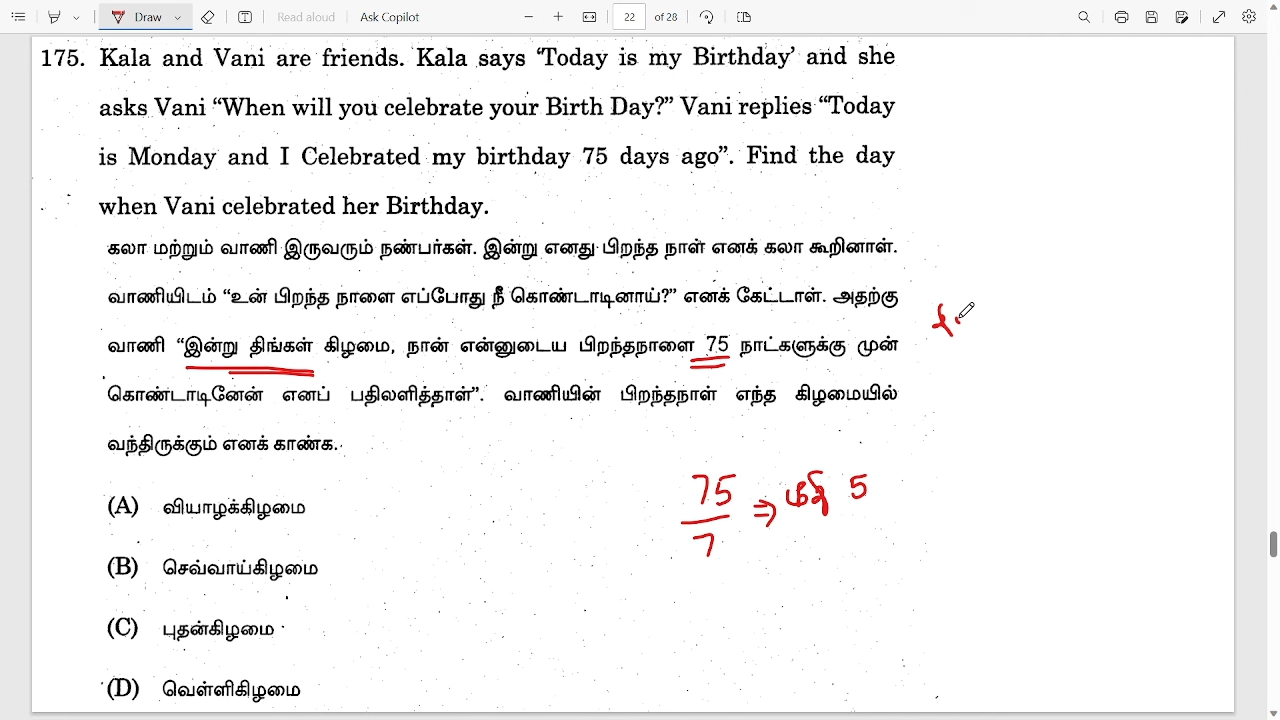 Draw
Read aloud
Ask Copilot
22 of 28
175. Kala and Vani are friends. Kala says 'Today is my Birthday' and she
asks Vani "When will you celebrate your Birth Day?" Vani replies "Today
is Monday and I Celebrated my birthday 75 days ago". Find the day
when Vani celebrated her Birthday.
கலா மற்றும் வாணி இருவரும் நண்பர்கள். இன்று எனது பிறந்த நாள் எனக் கலா கூறினாள்.
வாணியிடம் "உன் பிறந்த நாளை எப்போது நீ கொண்டாடினாய்?" எனக் கேட்டாள். அதற்கு
வாணி "இன்று திங்கள் கிழமை, நான் என்னுடைய பிறந்தநாளை 75 நாட்களுக்கு முன்
கொண்டாடினேன் எனப் பதிலளித்தாள்". வாணியின் பிறந்தநாள் எந்த கிழமையில்
வந்திருக்கும் எனக் காண்க.
75
7
⇒ மீதி 5
(A) வியாழக்கிழமை
(B) செவ்வாய்கிழமை
(C) புதன்கிழமை
(D) வெள்ளிகிழமை